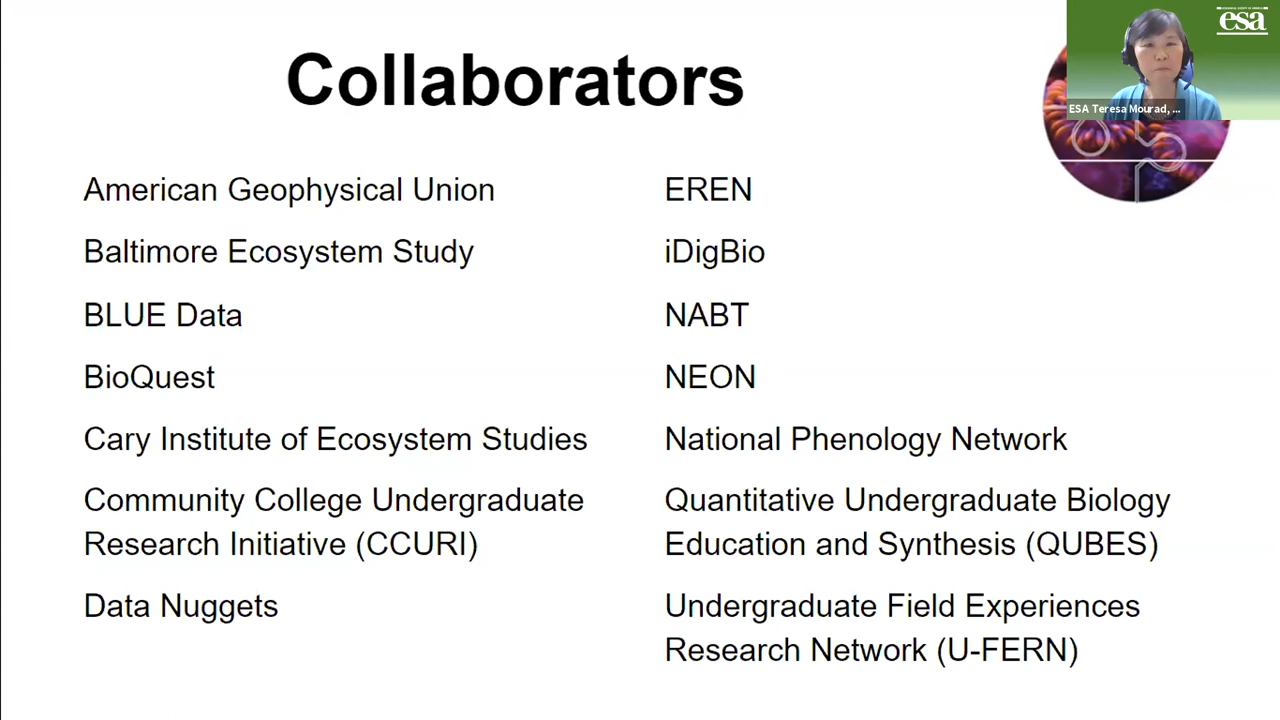 Collaborators
esa
ESA Teresa Mourad, ...
American Geophysical Union
Baltimore Ecosystem Study
BLUE Data
BioQuest
Cary Institute of Ecosystem Studies
Community College Undergraduate
Research Initiative (CCURI)
Data Nuggets
EREN
iDigBio
NABT
NEON
National Phenology Network
Quantitative Undergraduate Biology
Education and Synthesis (QUBES)
Undergraduate Field Experiences
Research Network (U-FERN)